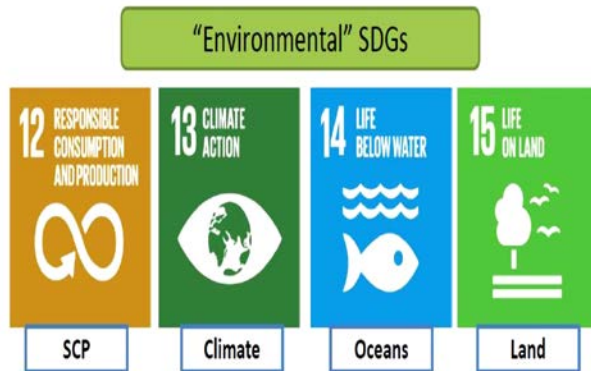 “Environmental” SDGs
12 RESPONSIBLE
CONSUMPTION
AND PRODUCTION
13 CLIMATE
ACTION
14 LIFE
BELOW WATER
15 LIFE
ON LAND
SCP
Climate
Oceans
Land